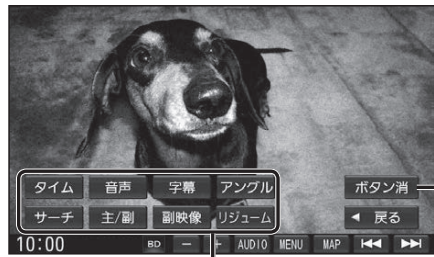 タイム 音声 字幕 アングル ボタン消
サーチ 主/副 副映像 リジューム ◀ 戻る
10:00 BD − + AUDIO MENU MAP |◀◀ ▶▶|